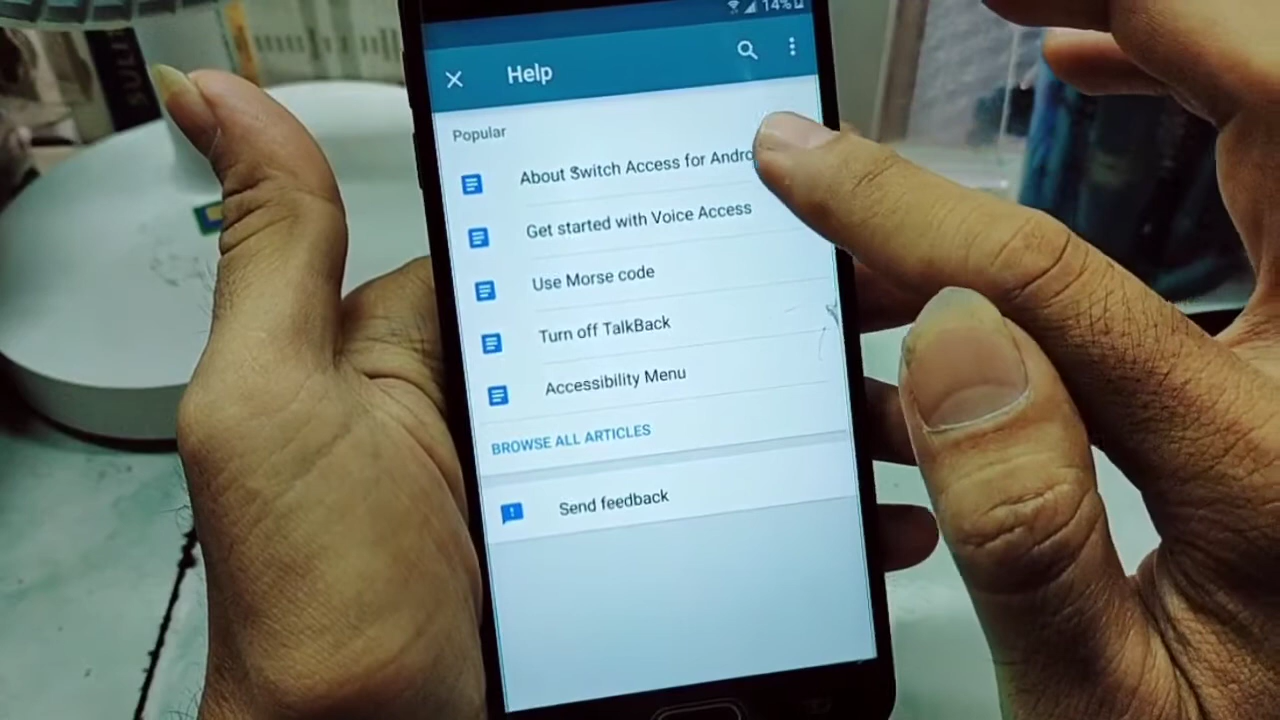 14%
Help
Popular
About Switch Access for Andro
Get started with Voice Access
Use Morse code
Turn off TalkBack
Accessibility Menu
BROWSE ALL ARTICLES
Send feedback